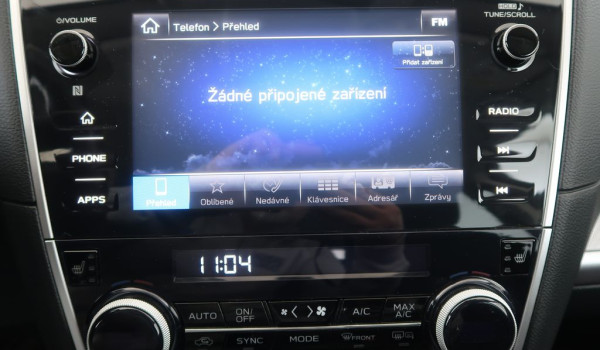 VOLUME
HOLD
TUNE/SCROLL
Telefon > Přehled
FM
Přidat zařízení
Žádné připojené zařízení
N
RADIO
PHONE
APPS
Přehled
Oblíbené
Nedávné
Klávesnice
Adresář
Zprávy
11:04
AUTO
ON/
OFF
A/C
MAX
A/C
SYNC
MODE
FRONT